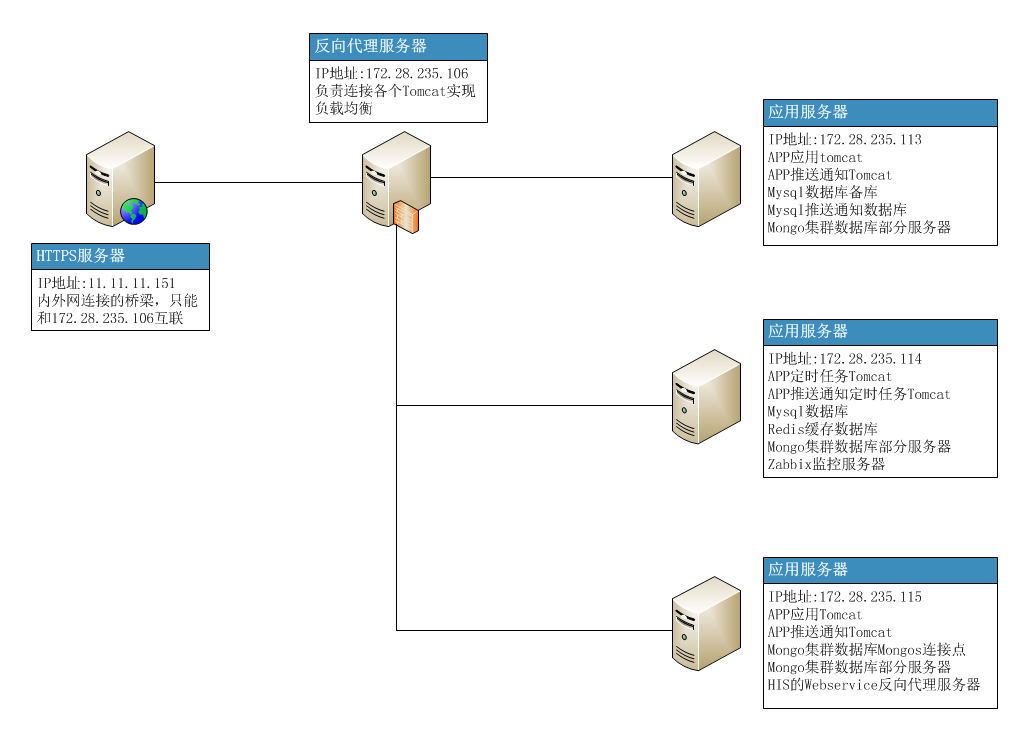 反向代理服务器
IP地址:172.28.235.106
负责连接各个Tomcat实现
负载均衡
HTTPS服务器
IP地址:11.11.11.151
内外网连接的桥梁，只能
和172.28.235.106互联
应用服务器
IP地址:172.28.235.113
APP应用tomcat
APP推送通知Tomcat
Mysql数据库备库
Mysql推送通知数据库
Mongo集群数据库部分服务器
应用服务器
IP地址:172.28.235.114
APP定时任务Tomcat
APP推送通知定时任务Tomcat
Mysql数据库
Redis缓存数据库
Mongo集群数据库部分服务器
Zabbix监控服务器
应用服务器
IP地址:172.28.235.115
APP应用Tomcat
APP推送通知Tomcat
Mongo集群数据库Mongos连接点
Mongo集群数据库部分服务器
HIS的Webservice反向代理服务器